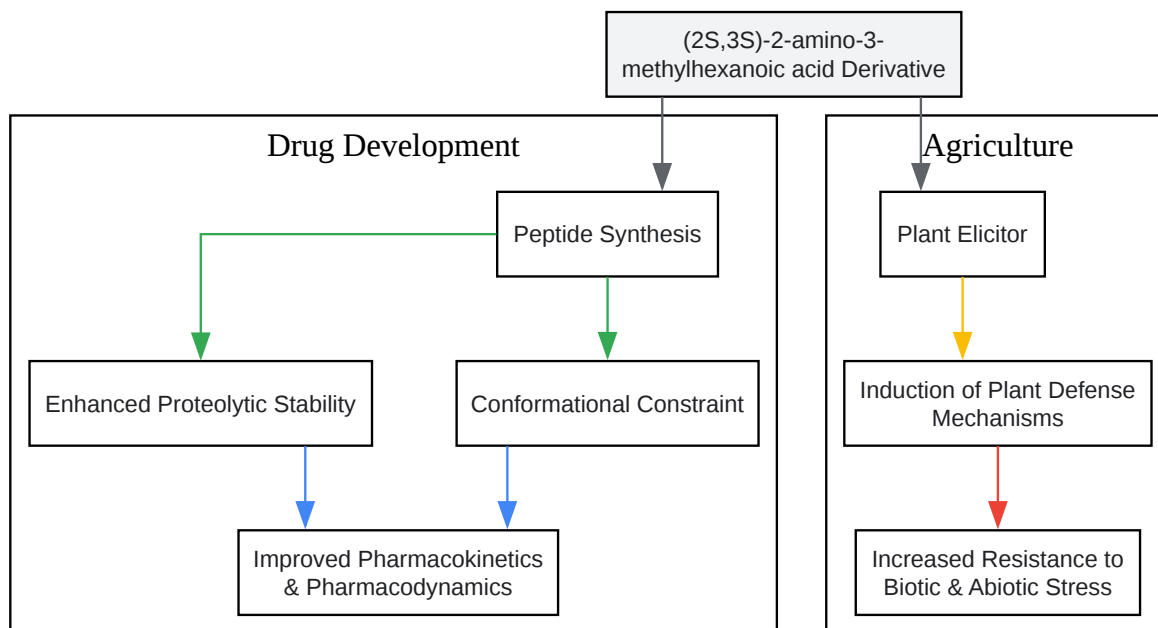 (2S,3S)-2-amino-3-
methylhexanoic acid Derivative
Drug Development
Agriculture
Peptide Synthesis
Plant Elicitor
Enhanced Proteolytic Stability
Conformational Constraint
Induction of Plant Defense
Mechanisms
Improved Pharmacokinetics
& Pharmacodynamics
Increased Resistance to
Biotic & Abiotic Stress